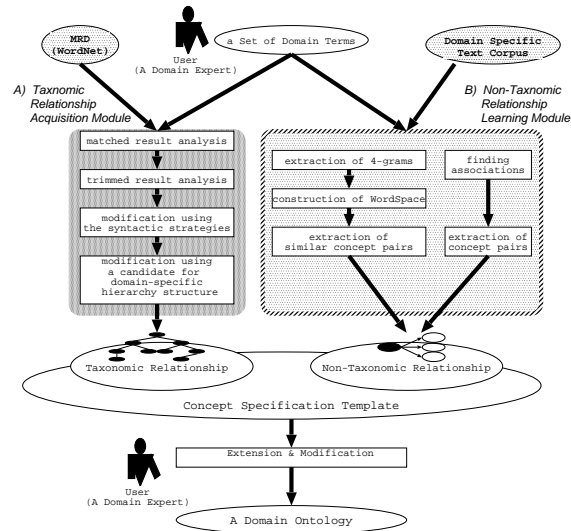 MRD
(WordNet)
User
(A Domain Expert)
a Set of Domain Terms
Domain Specific
Text Corpus
A) Taxnomic
Relationship
Acquisition Module
B) Non-Taxnomic
Relationship
Learning Module
matched result analysis
trimmed result analysis
modification using
the syntactic strategies
modification using
a candidate for
domain-specific
hierarchy structure
extraction of 4-grams
construction of WordSpace
extraction of
similar concept pairs
finding
associations
extraction of
concept pairs
Taxonomic Relationship
Non-Taxonomic Relationship
Concept Specification Template
Extension & Modification
User
(A Domain Expert)
A Domain Ontology